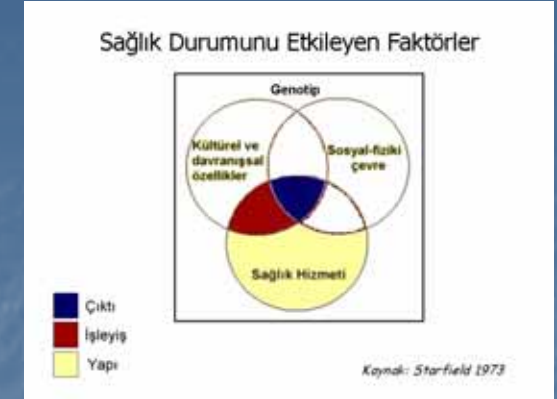 Sağlık Durumunu Etkileyen Faktörler
Genotip
Kültürel ve
davranışsal
özellikler
Sosyal-fiziki
çevre
Sağlık Hizmeti
Çıktı
İşleyiş
Yapı
Kaynak: Starfield 1973